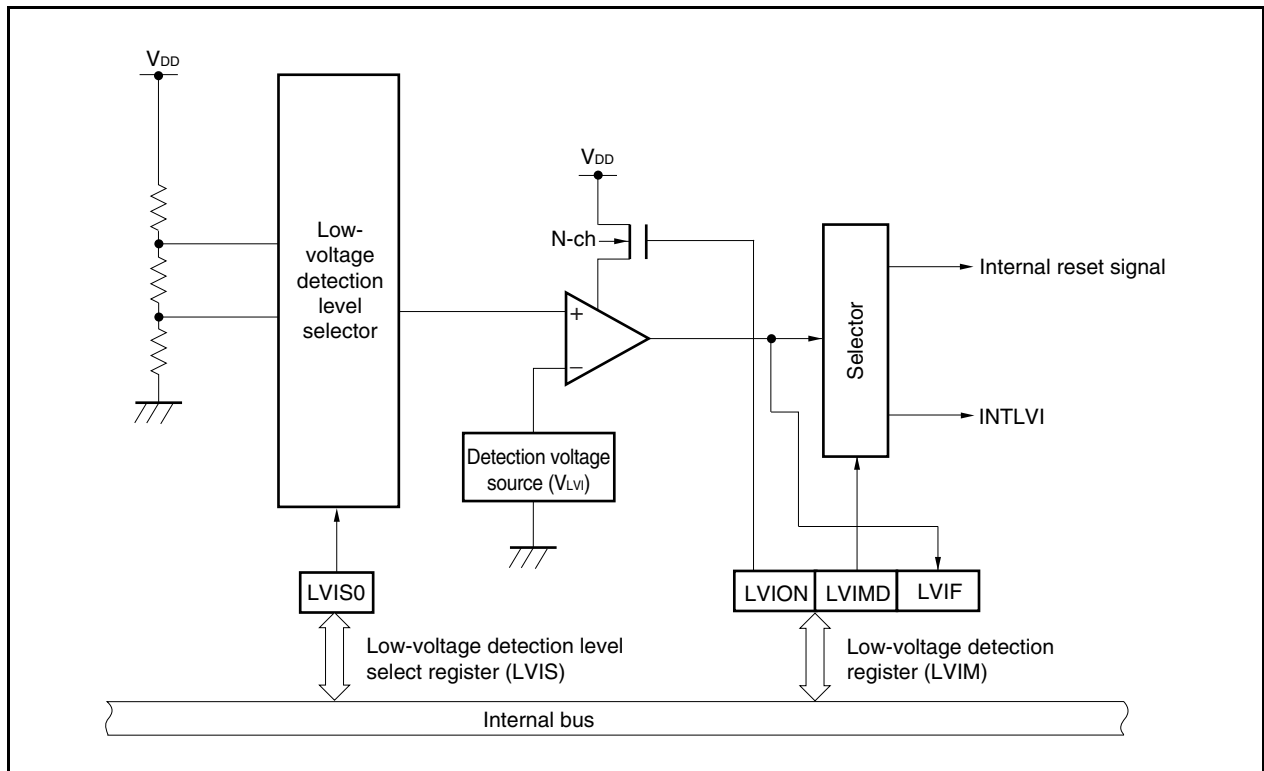 VDD
Low-
voltage
detection
level
selector
VDD
N-ch
+
−
Detection voltage
source (VLVI)
Selector
Internal reset signal
INTLVI
LVIS0
LVION
LVIMD
LVIF
Low-voltage detection level
select register (LVIS)
Low-voltage detection
register (LVIM)
Internal bus